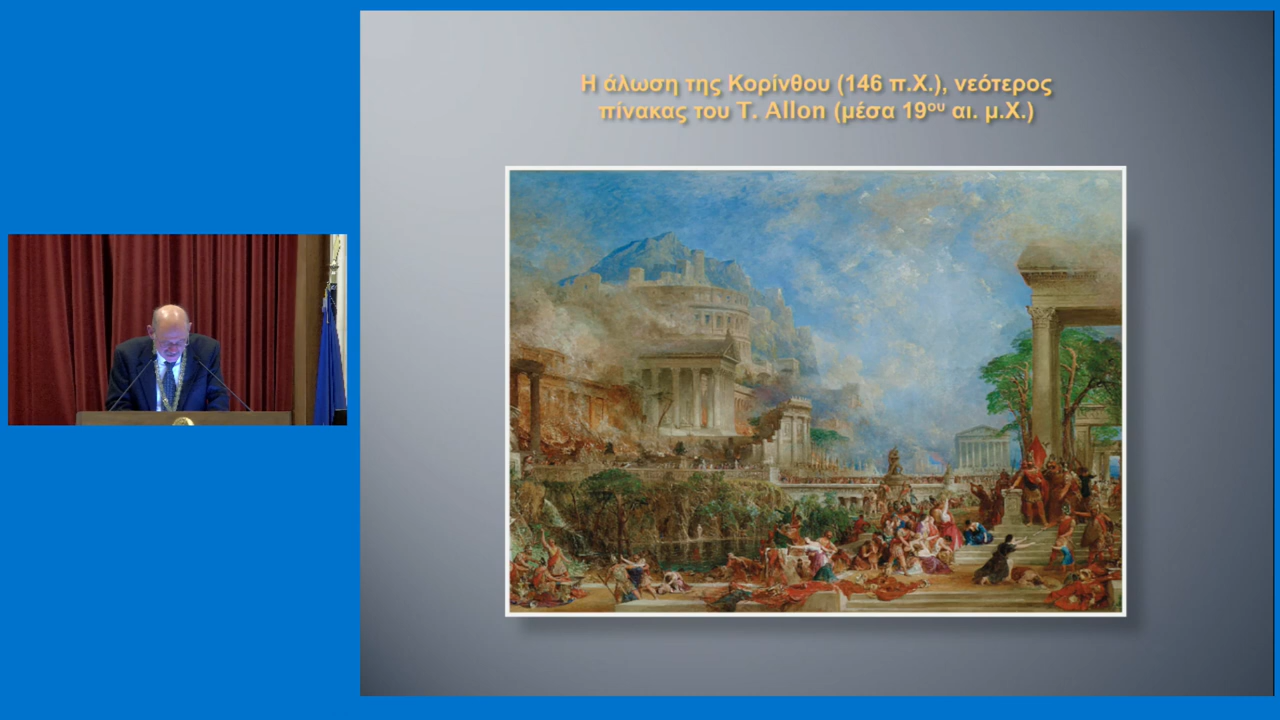 Η άλωση της Κορίνθου (146 π.Χ.), νεότερος
πίνακας του T. Allon (μέσα 19ου αι. μ.Χ.)